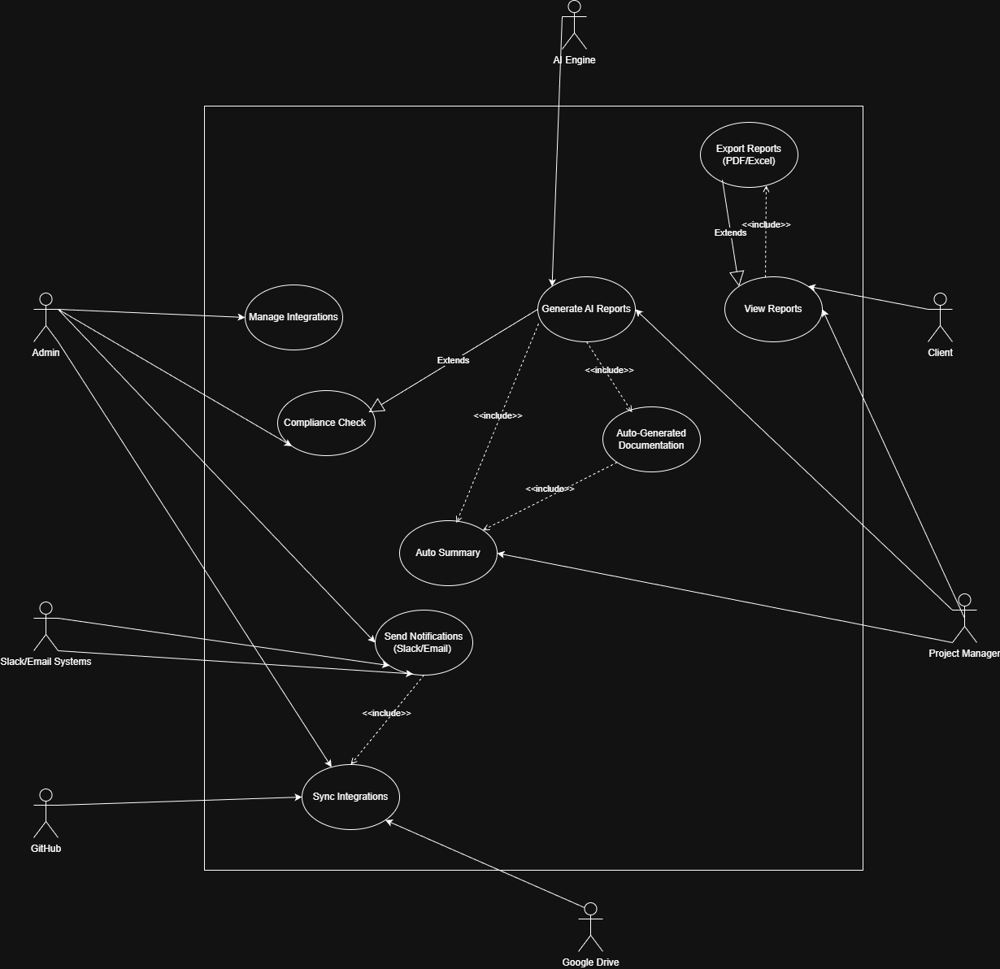 AI Engine
Export Reports
(PDF/Excel)
<<include>>
Extends
Manage Integrations
Generate AI Reports
View Reports
Admin
Client
Extends
<<include>>
<<include>>
Compliance Check
Auto-Generated
Documentation
<<include>>
Auto Summary
Send Notifications
(Slack/Email)
Slack/Email Systems
Project Manager
<<include>>
Sync Integrations
GitHub
Google Drive